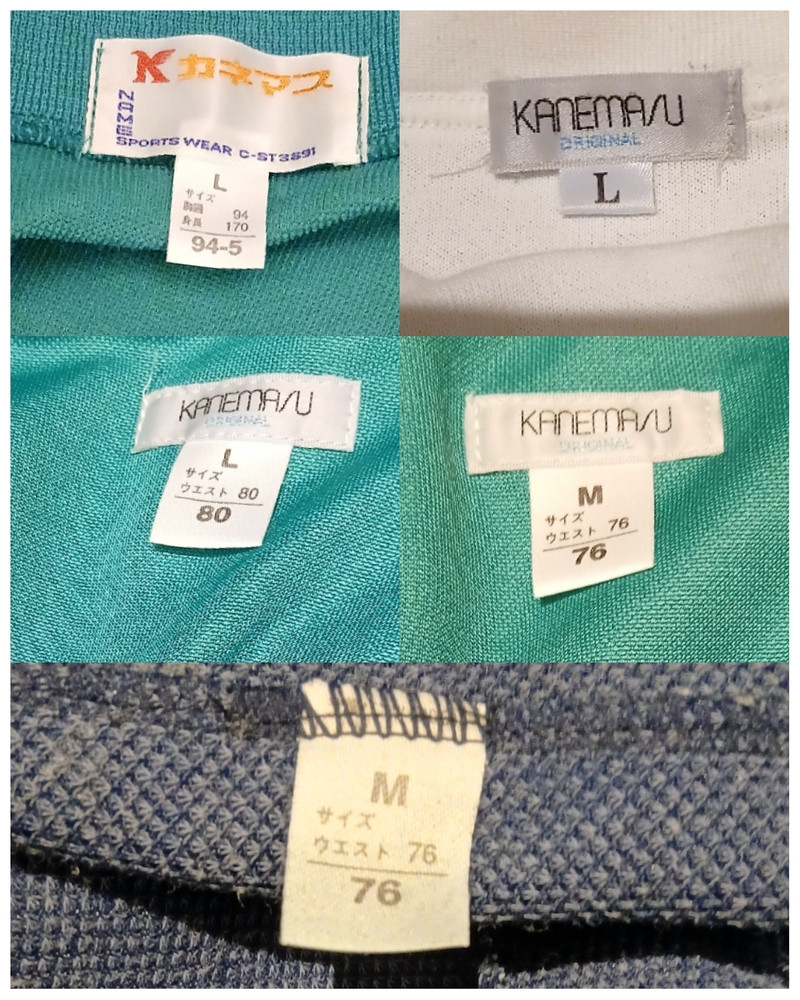 K カネマス
NAME
SPORTS WEAR C-ST3891
L
サイズ
胸囲 94
身長 170
94-5
KANEMASU
ORIGINAL
L
KANEMASU
ORIGINAL
L
サイズ
ウエスト 80
80
KANEMASU
ORIGINAL
M
サイズ
ウエスト 76
76
M
サイズ
ウエスト 76
76